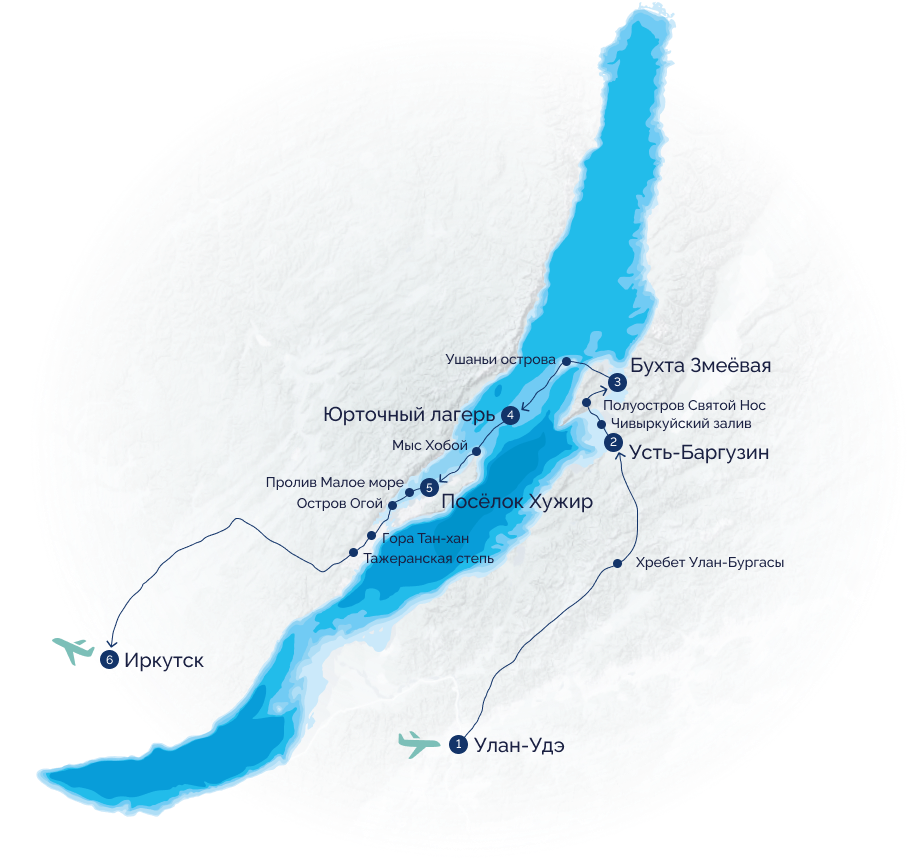 Ушаньи острова
Бухта Змеёвая
3
Полуостров Святой Нос
Юрточный лагерь
4
Чивыркуйский залив
2
Усть-Баргузин
Мыс Хобой
Пролив Малое море
5
Посёлок Хужир
Остров Огой
Гора Тан-хан
Тажеранская степь
Хребет Улан-Бургасы
6
Иркутск
1
Улан-Удэ